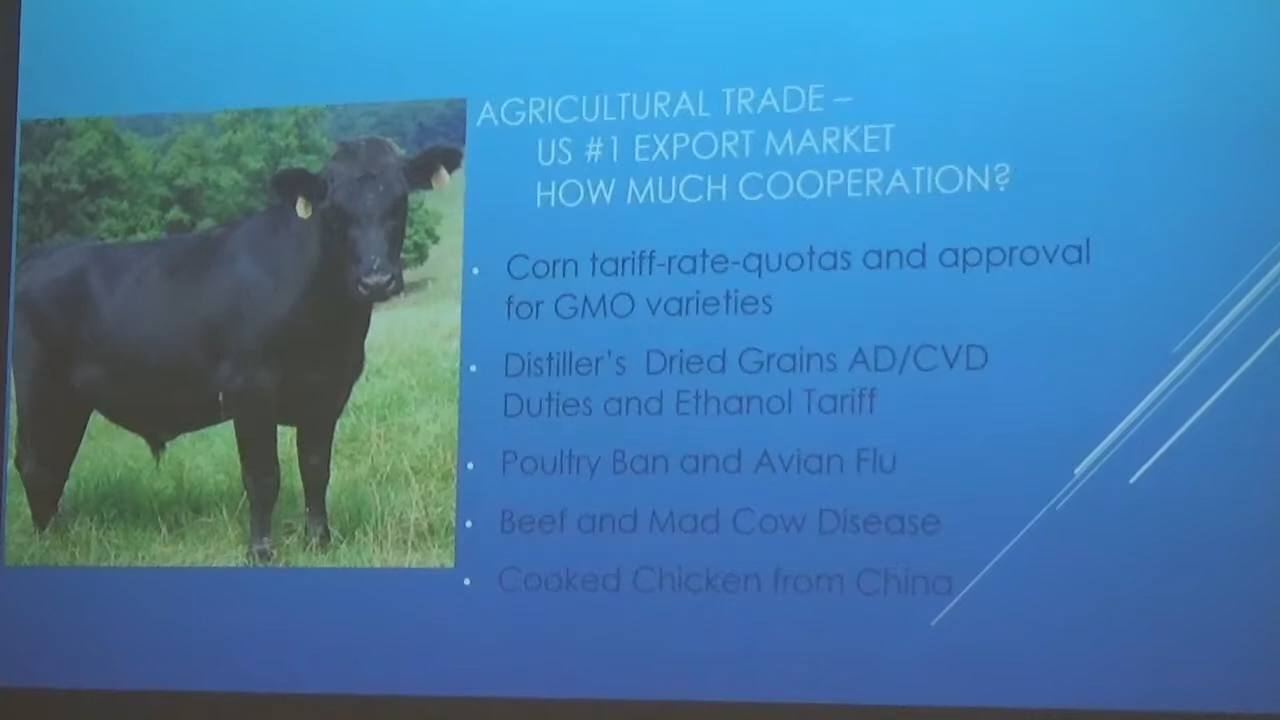 AGRICULTURAL TRADE –
US #1 EXPORT MARKET
HOW MUCH COOPERATION?
• Corn tariff-rate-quotas and approval
for GMO varieties
• Distiller's Dried Grains AD/CVD
Duties and Ethanol Tariff
• Poultry Ban and Avian Flu
• Beef and Mad Cow Disease
• Cooked Chicken from China